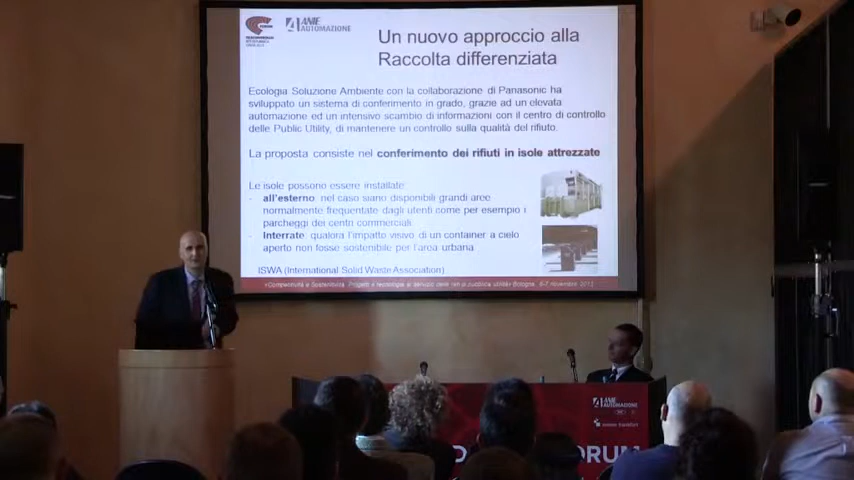 ANIE
AUTOMAZIONE
Un nuovo approccio alla
Raccolta differenziata
Ecologia Soluzione Ambiente con la collaborazione di Panasonic ha
sviluppato un sistema di conferimento in grado, grazie ad un elevata
automazione ed un intensivo scambio di informazioni con il centro di controllo
delle Public Utility, di mantenere un controllo sulla qualità del rifiuto.
La proposta consiste nel conferimento dei rifiuti in isole attrezzate
Le isole possono essere installate
- all'esterno nel caso siano disponibili grandi aree
normalmente frequentate dagli utenti come per esempio i
parcheggi dei centri commerciali
- Interrate qualora l'impatto visivo di un container a cielo
aperto non fosse sostenibile per l'area urbana
ISWA (International Solid Waste Association)
ANIE
AUTOMAZIONE